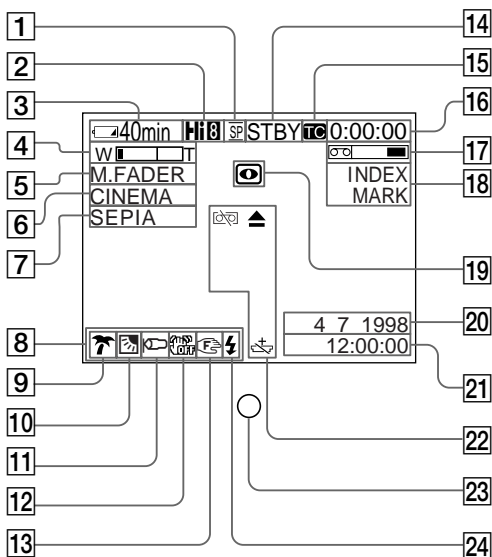 1
2
3
4
5
6
7
8
9
10
11
12
13
14
15
16
17
18
19
20
21
22
23
24
40min Hi8 SP STBY TC 0:00:00
W T
M.FADER
CINEMA
SEPIA
INDEX
MARK
4 7 1998
12:00:00
OFF F